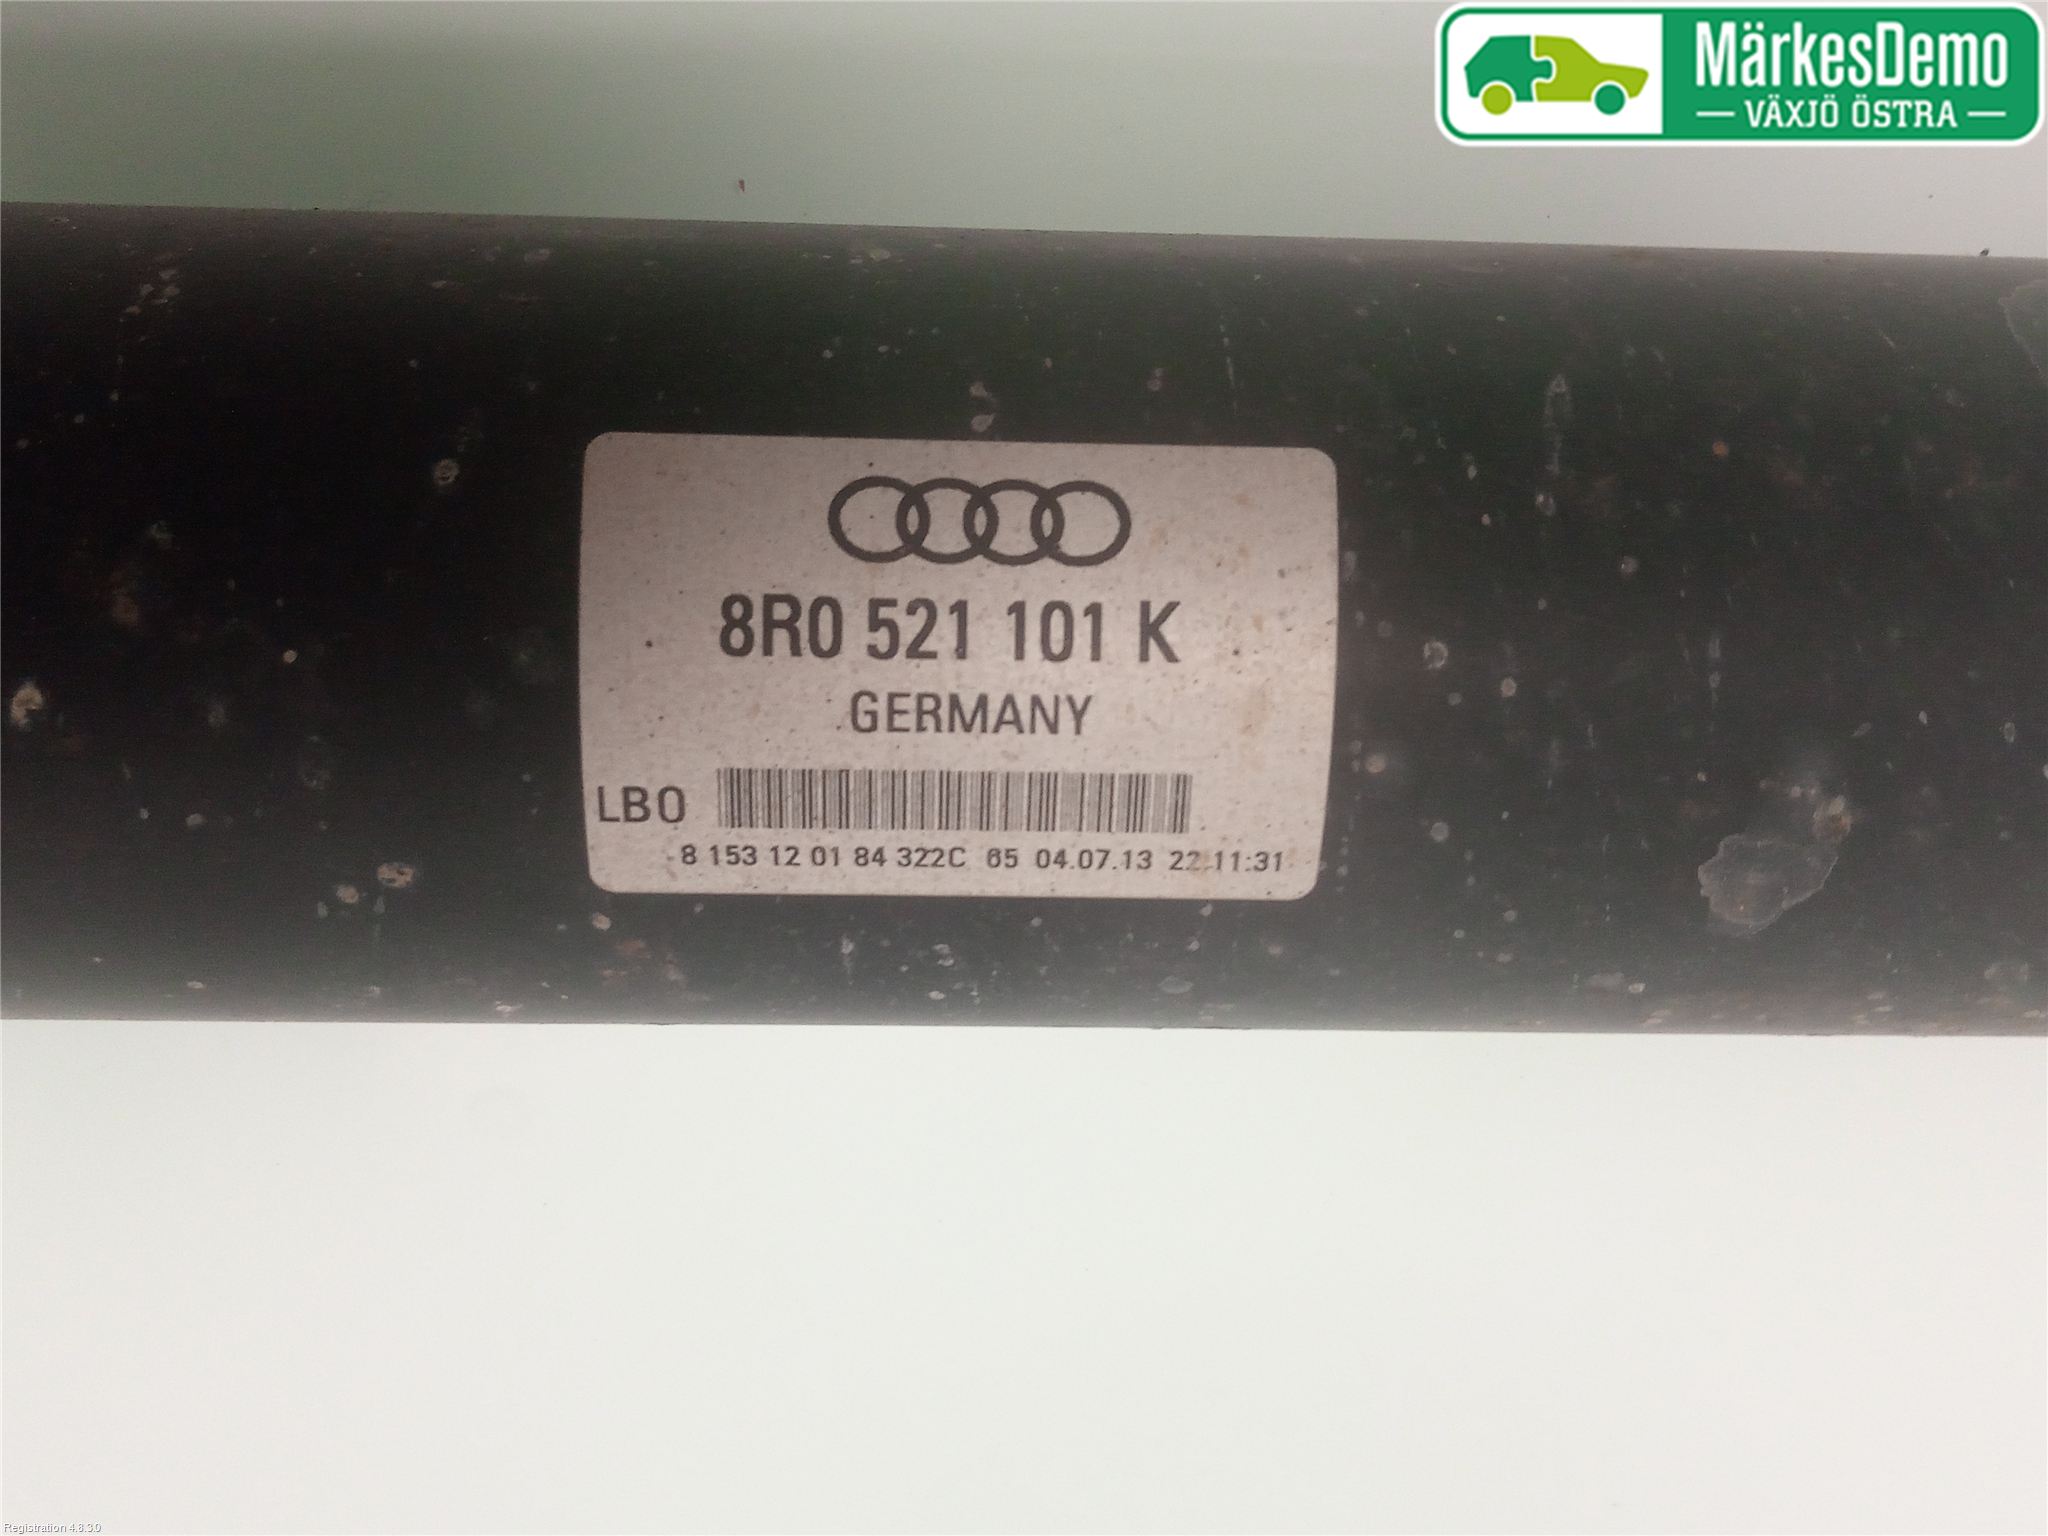 MärkesDemo
— VÄXJÖ ÖSTRA —
8R0 521 101 K
GERMANY
LB0
8 153 12 01 84 322C 65 04.07.13 22:11:31
Registration 4.8.3.0